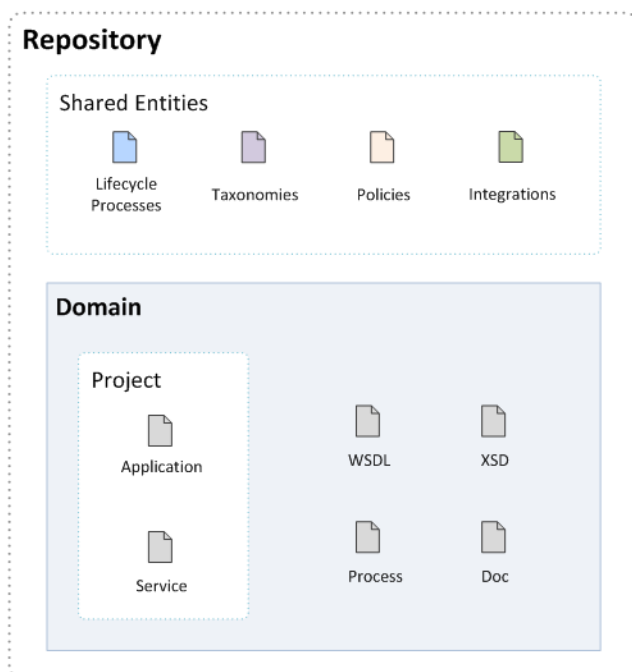 Repository
Shared Entities
Lifecycle
Processes
Taxonomies
Policies
Integrations
Domain
Project
Application
WSDL
XSD
Service
Process
Doc